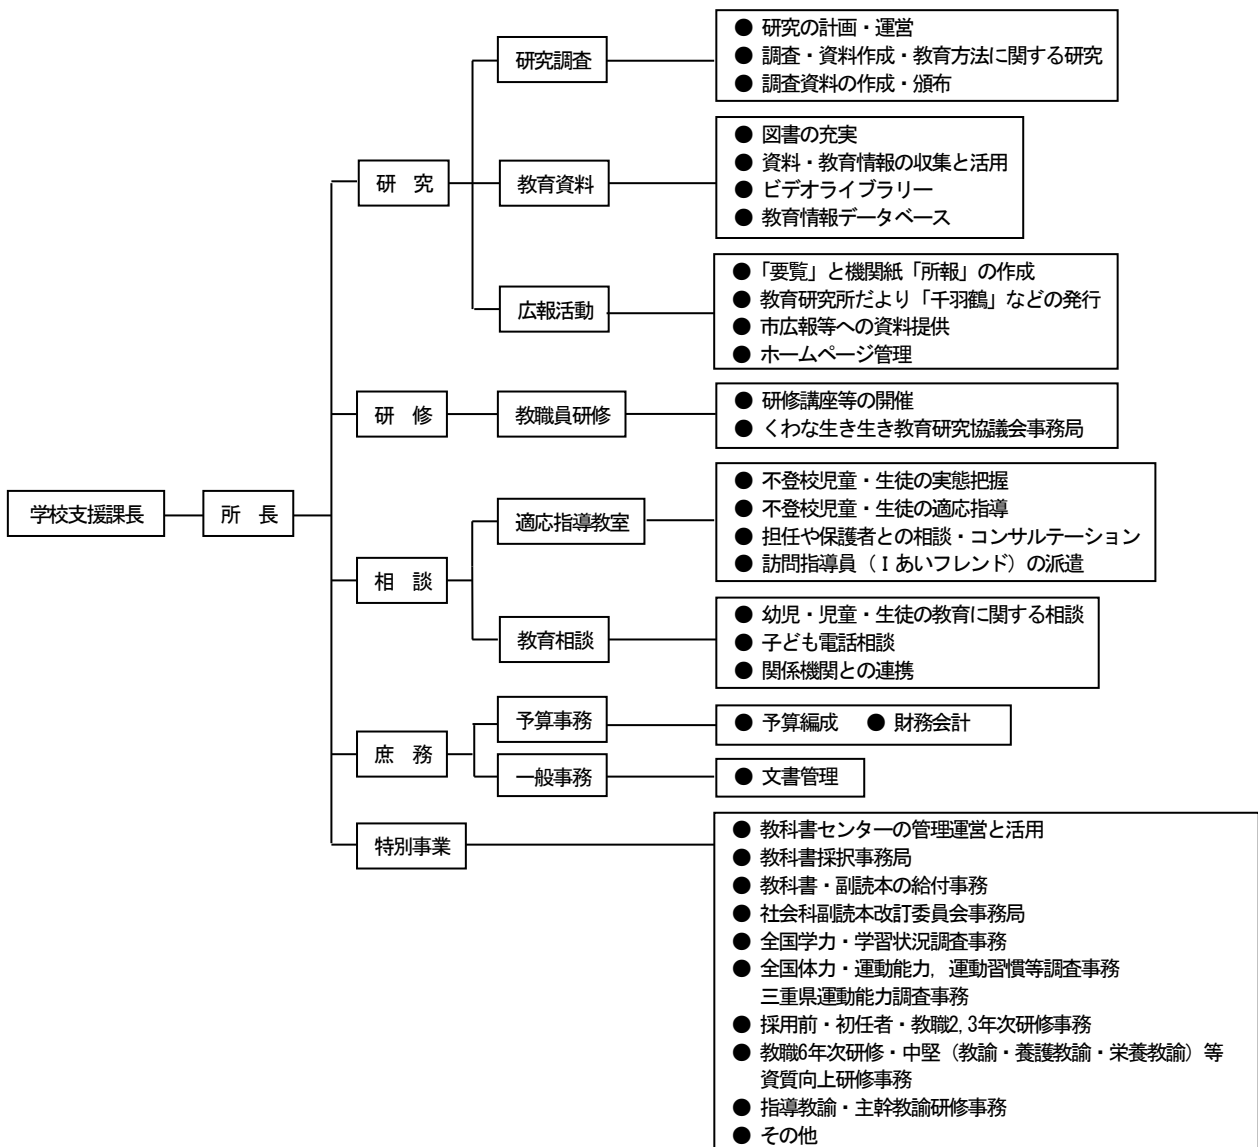 学校支援課長
所 長
研 究
研究調査
● 研究の計画・運営
● 調査・資料作成・教育方法に関する研究
● 調査資料の作成・頒布
教育資料
● 図書の充実
● 資料・教育情報の収集と活用
● ビデオライブラリー
● 教育情報データベース
広報活動
● 「要覧」と機関紙「所報」の作成
● 教育研究所だより「千羽鶴」などの発行
● 市広報等への資料提供
● ホームページ管理
研 修
教職員研修
● 研修講座等の開催
● くわな生き生き教育研究協議会事務局
相 談
適応指導教室
● 不登校児童・生徒の実態把握
● 不登校児童・生徒の適応指導
● 担任や保護者との相談・コンサルテーション
● 訪問指導員（Ｉあいフレンド）の派遣
教育相談
● 幼児・児童・生徒の教育に関する相談
● 子ども電話相談
● 関係機関との連携
庶 務
予算事務
● 予算編成 ● 財務会計
一般事務
● 文書管理
特別事業
● 教科書センターの管理運営と活用
● 教科書採択事務局
● 教科書・副読本の給付事務
● 社会科副読本改訂委員会事務局
● 全国学力・学習状況調査事務
● 全国体力・運動能力，運動習慣等調査事務
三重県運動能力調査事務
● 採用前・初任者・教職2,3年次研修事務
● 教職6年次研修・中堅（教諭・養護教諭・栄養教諭）等
資質向上研修事務
● 指導教諭・主幹教諭研修事務
● その他